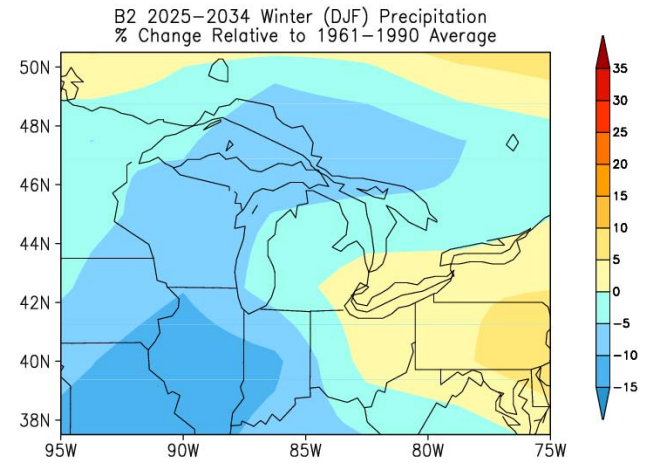 B2 2025-2034 Winter (DJF) Precipitation
% Change Relative to 1961-1990 Average
50N
48N
46N
44N
42N
40N
38N
95W 90W 85W 80W 75W
35
30
25
20
15
10
5
0
-5
-10
-15